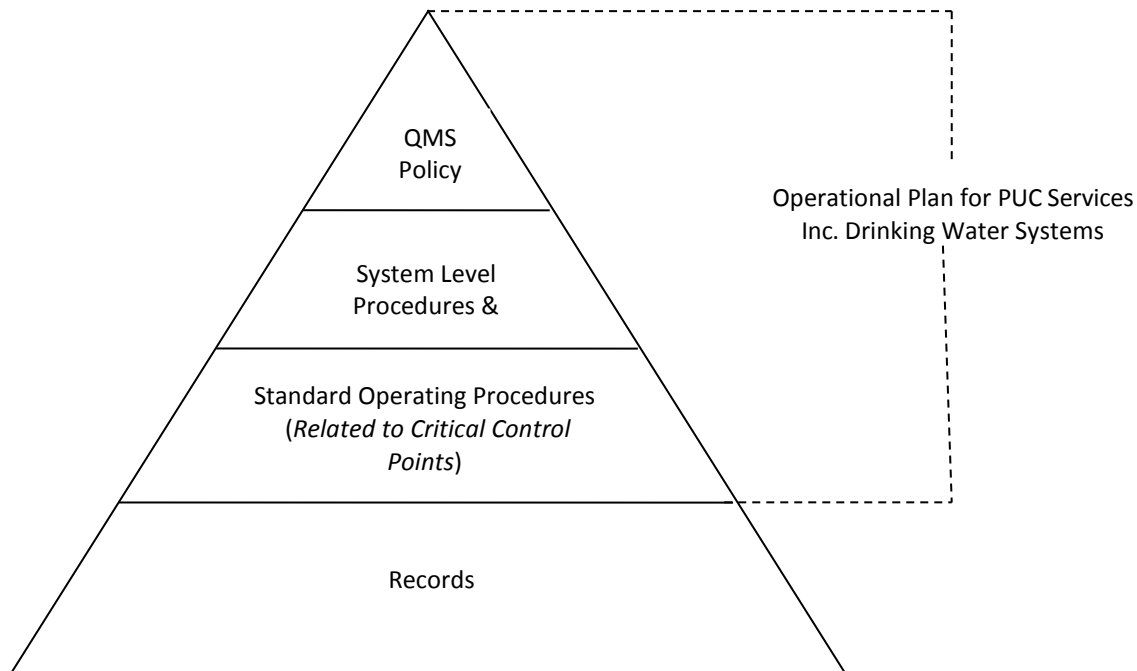 QMS
Policy
Operational Plan for PUC Services
Inc. Drinking Water Systems
System Level
Procedures &
Standard Operating Procedures
(Related to Critical Control
Points)
Records